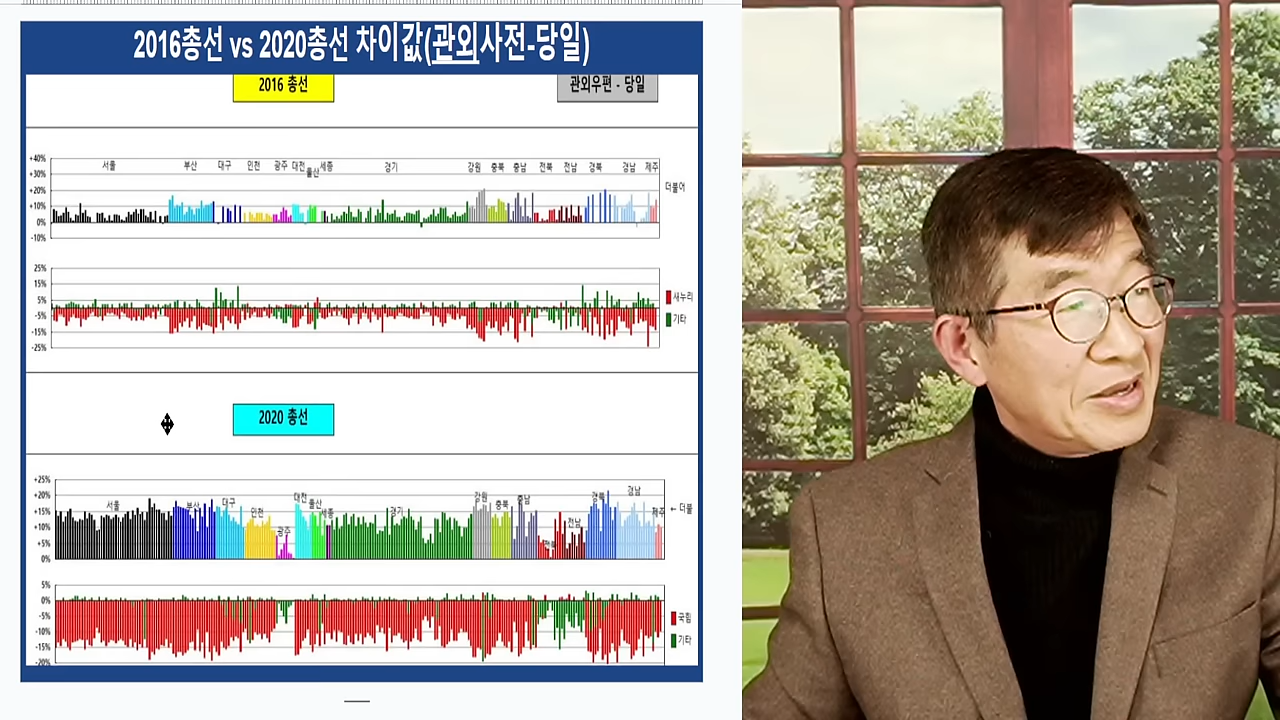 2016총선 vs 2020총선 차이값(관외사전-당일)
2016 총선
관외우편 - 당일
+40%
+30%
+20%
+10%
0%
-10%
서울
부산
대구
인천
광주
대전
울산
세종
경기
강원
충북
충남
전북
전남
경북
경남
제주
더불어
25%
15%
5%
-5%
-15%
-25%
새누리
기타
2020 총선
+25%
+20%
+15%
+10%
5%
0%
서울
부산
대구
인천
광주
대전
울산
세종
경기
강원
충북
충남
전남
경북
경남
제주
← 더불
5%
0%
-5%
-10%
-15%
-20%
국힘
기타